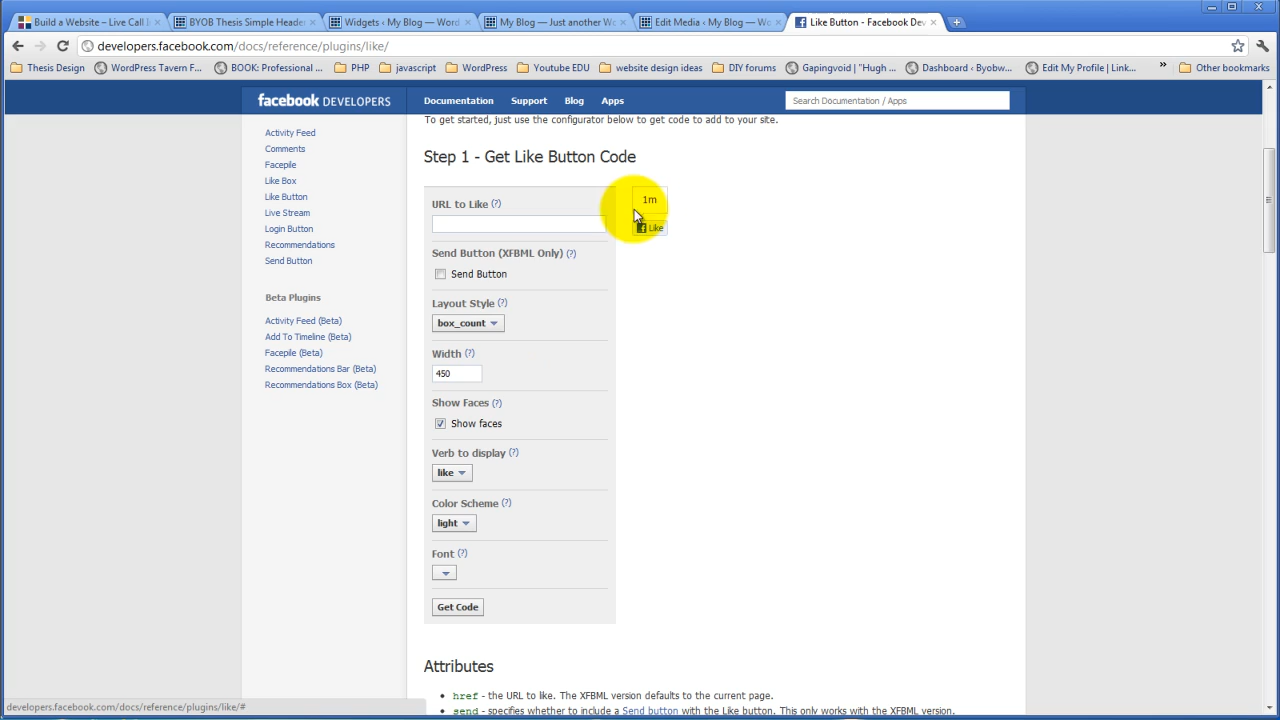 Build a Website – Live Call i
BYOB Thesis Simple Header
Widgets ‹ My Blog — Word
My Blog — Just another Wo
Edit Media ‹ My Blog — Wo
Like Button - Facebook Dev
developers.facebook.com/docs/reference/plugins/like/
Thesis Design
WordPress Tavern F...
BOOK: Professional ...
PHP
javascript
WordPress
Youtube EDU
website design ideas
DIY forums
Gapingvoid | "Hugh ...
Dashboard ‹ Byobw...
Edit My Profile | Link...
»
Other bookmarks
facebook DEVELOPERS
Documentation
Support
Blog
Apps
Search Documentation / Apps
Activity Feed
Comments
Facepile
Like Box
Like Button
Live Stream
Login Button
Recommendations
Send Button
Beta Plugins
Activity Feed (Beta)
Add To Timeline (Beta)
Facepile (Beta)
Recommendations Bar (Beta)
Recommendations Box (Beta)
To get started, just use the configurator below to get code to add to your site.
Step 1 - Get Like Button Code
URL to Like (?)
1m
Like
Send Button (XFBML Only) (?)
Send Button
Layout Style (?)
box_count
Width (?)
450
Show Faces (?)
Show faces
Verb to display (?)
like
Color Scheme (?)
light
Font (?)
Get Code
Attributes
href - the URL to like. The XFBML version defaults to the current page.
send - specifies whether to include a Send button with the Like button. This only works with the XFBML version.
developers.facebook.com/docs/reference/plugins/like/#